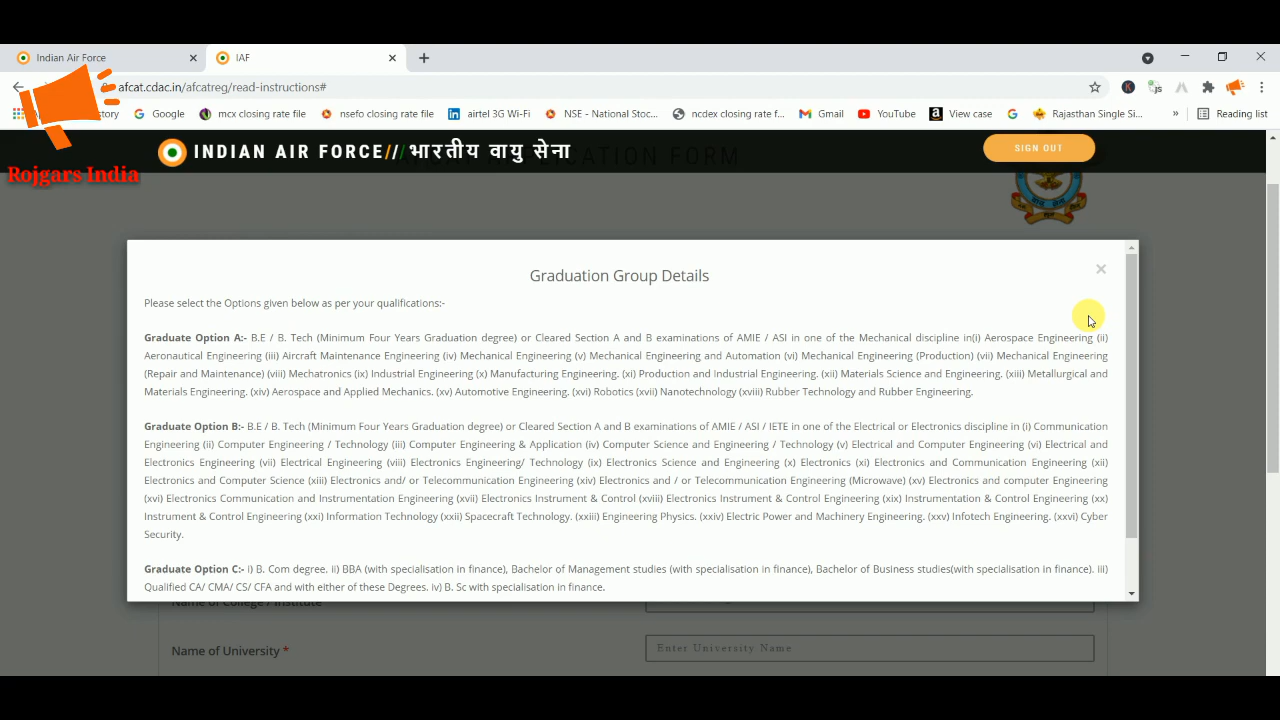 Indian Air Force
IAF
afcat.cdac.in/afcatreg/read-instructions#
story Google mcx closing rate file nsefo closing rate file airtel 3G Wi-Fi NSE - National Stoc... ncdex closing rate f... Gmail YouTube View case Rajasthan Single Si... » Reading list
Rojgars India
INDIAN AIR FORCE//भारतीय वायु सेना
APPLICATION FORM
SIGN OUT
Graduation Group Details
Please select the Options given below as per your qualifications:-
Graduate Option A:- B.E / B. Tech (Minimum Four Years Graduation degree) or Cleared Section A and B examinations of AMIE / ASI in one of the Mechanical discipline in(i) Aerospace Engineering (ii)
Aeronautical Engineering (iii) Aircraft Maintenance Engineering (iv) Mechanical Engineering (v) Mechanical Engineering and Automation (vi) Mechanical Engineering (Production) (vii) Mechanical Engineering
(Repair and Maintenance) (viii) Mechatronics (ix) Industrial Engineering (x) Manufacturing Engineering. (xi) Production and Industrial Engineering. (xii) Materials Science and Engineering. (xiii) Metallurgical and
Materials Engineering. (xiv) Aerospace and Applied Mechanics. (xv) Automotive Engineering. (xvi) Robotics (xvii) Nanotechnology (xviii) Rubber Technology and Rubber Engineering.
Graduate Option B:- B.E / B. Tech (Minimum Four Years Graduation degree) or Cleared Section A and B examinations of AMIE / ASI / IETE in one of the Electrical or Electronics discipline in (i) Communication
Engineering (ii) Computer Engineering / Technology (iii) Computer Engineering & Application (iv) Computer Science and Engineering / Technology (v) Electrical and Computer Engineering (vi) Electrical and
Electronics Engineering (vii) Electrical Engineering (viii) Electronics Engineering/ Technology (ix) Electronics Science and Engineering (x) Electronics (xi) Electronics and Communication Engineering (xii)
Electronics and Computer Science (xiii) Electronics and/ or Telecommunication Engineering (xiv) Electronics and / or Telecommunication Engineering (Microwave) (xv) Electronics and computer Engineering
(xvi) Electronics Communication and Instrumentation Engineering (xvii) Electronics Instrument & Control (xviii) Electronics Instrument & Control Engineering (xix) Instrumentation & Control Engineering (xx)
Instrument & Control Engineering (xxi) Information Technology (xxii) Spacecraft Technology. (xxiii) Engineering Physics. (xxiv) Electric Power and Machinery Engineering. (xxv) Infotech Engineering. (xxvi) Cyber
Security.
Graduate Option C:- i) B. Com degree. ii) BBA (with specialisation in finance), Bachelor of Management studies (with specialisation in finance), Bachelor of Business studies(with specialisation in finance). iii)
Qualified CA/ CMA/ CS/ CFA and with either of these Degrees. iv) B. Sc with specialisation in finance.
Name of College / Institute
Name of University *
Enter University Name